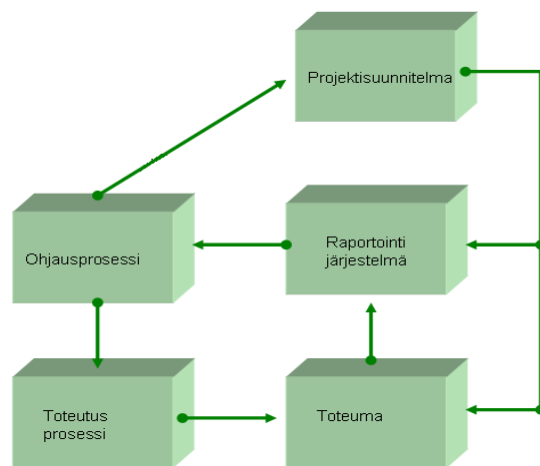 Projektisuunnitelma
Ohjausprosessi
Raportointi
järjestelmä
Toteutus
prosessi
Toteuma